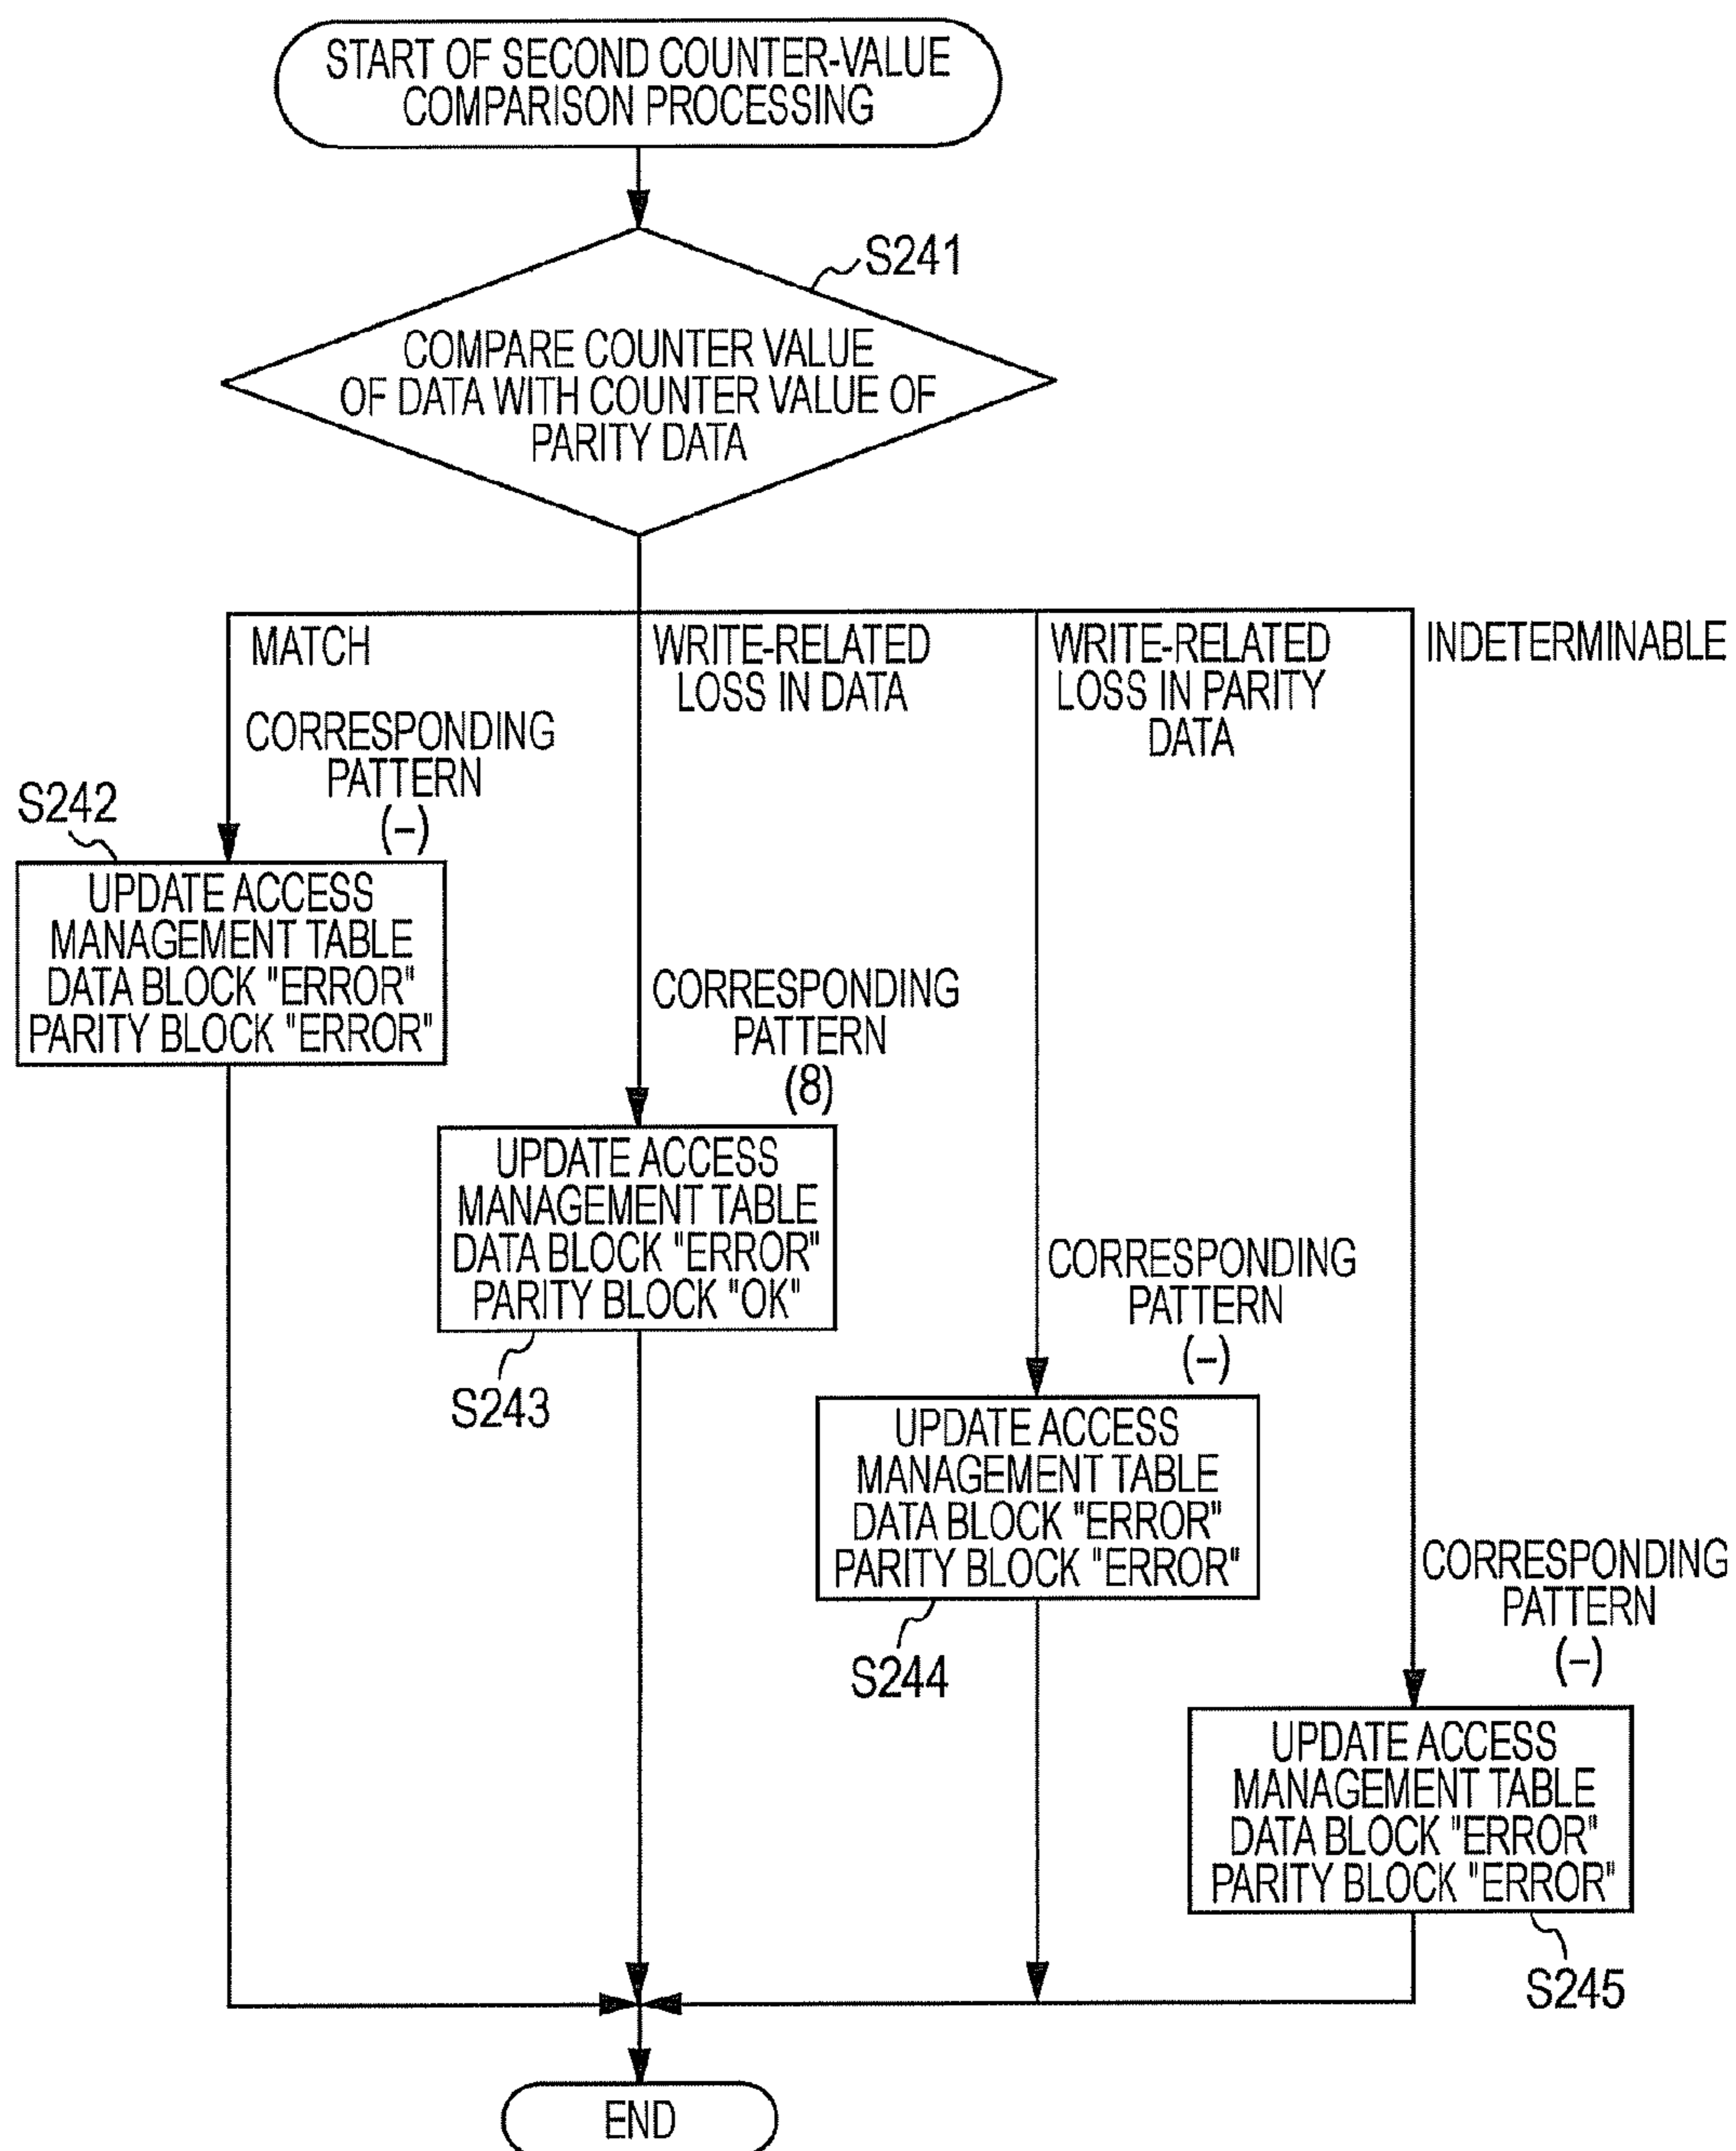 START OF SECOND COUNTER-VALUE
COMPARISON PROCESSING
S241
COMPARE COUNTER VALUE
OF DATA WITH COUNTER VALUE OF
PARITY DATA
MATCH
WRITE-RELATED
LOSS IN DATA
WRITE-RELATED
LOSS IN PARITY
DATA
INDETERMINABLE
CORRESPONDING
PATTERN
(–)
S242
UPDATE ACCESS
MANAGEMENT TABLE
DATA BLOCK "ERROR"
PARITY BLOCK "ERROR"
CORRESPONDING
PATTERN
(8)
UPDATE ACCESS
MANAGEMENT TABLE
DATA BLOCK "ERROR"
PARITY BLOCK "OK"
S243
CORRESPONDING
PATTERN
(–)
UPDATE ACCESS
MANAGEMENT TABLE
DATA BLOCK "ERROR"
PARITY BLOCK "ERROR"
S244
CORRESPONDING
PATTERN
(–)
UPDATE ACCESS
MANAGEMENT TABLE
DATA BLOCK "ERROR"
PARITY BLOCK "ERROR"
S245
END